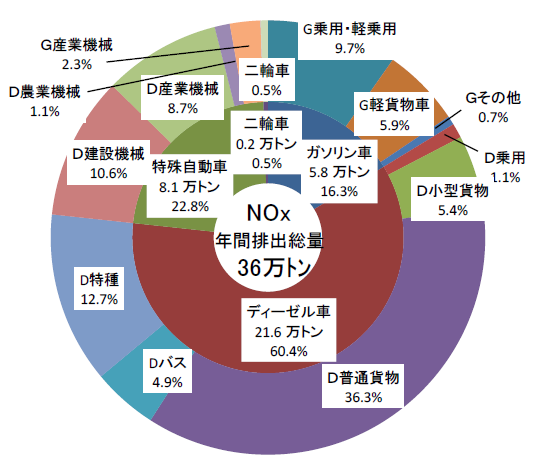 G乗用・軽乗用
9.7%
G軽貨物車
5.9%
Gその他
0.7%
D乗用
1.1%
D小型貨物
5.4%
D普通貨物
36.3%
Dバス
4.9%
D特種
12.7%
D建設機械
10.6%
D産業機械
8.7%
D農業機械
1.1%
G産業機械
2.3%
二輪車
0.5%
二輪車
0.2 万トン
0.5%
ガソリン車
5.8 万トン
16.3%
特殊自動車
8.1 万トン
22.8%
ディーゼル車
21.6 万トン
60.4%
NOx
年間排出総量
36万トン